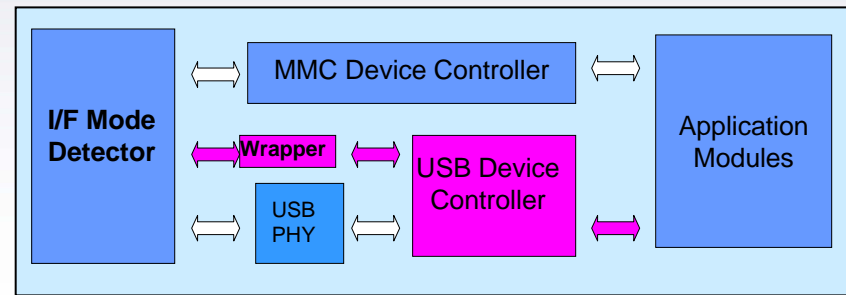 MMC Device Controller
I/F Mode
Detector
Wrapper
USB Device
Controller
USB
PHY
Application
Modules